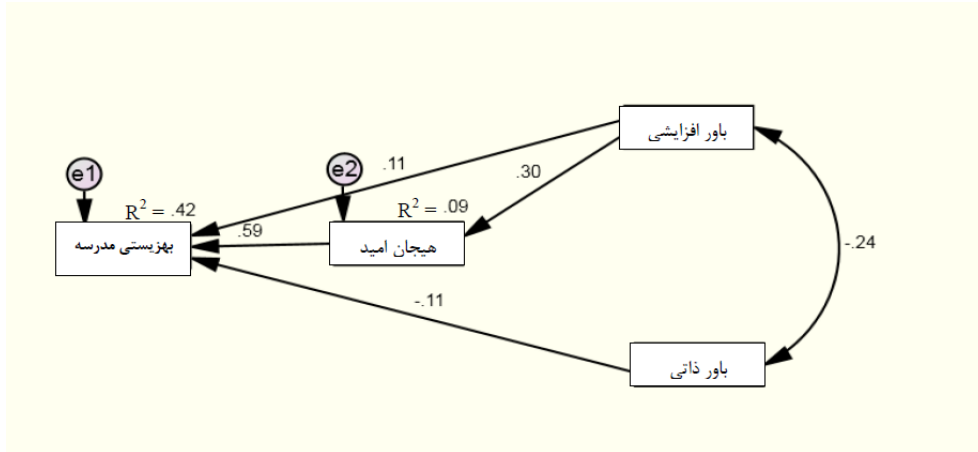 باور افزایشی
e1
e2
.11
.30
R² = .42
R² = .09
.59
بهزیستی مدرسه
هیجان امید
-.24
-.11
باور ذاتی